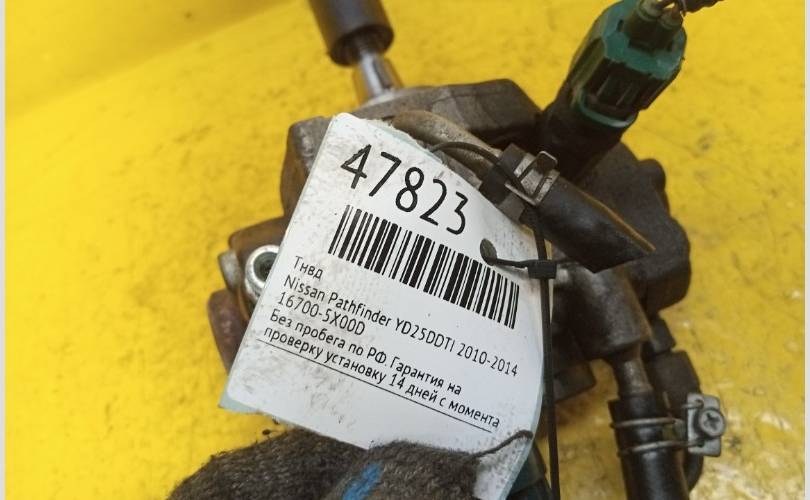 47823
Тнвд
Nissan Pathfinder YD25DDTI 2010-2014
16700-5X00D
Без пробега по РФ. Гарантия на
проверку установку 14 дней с момента